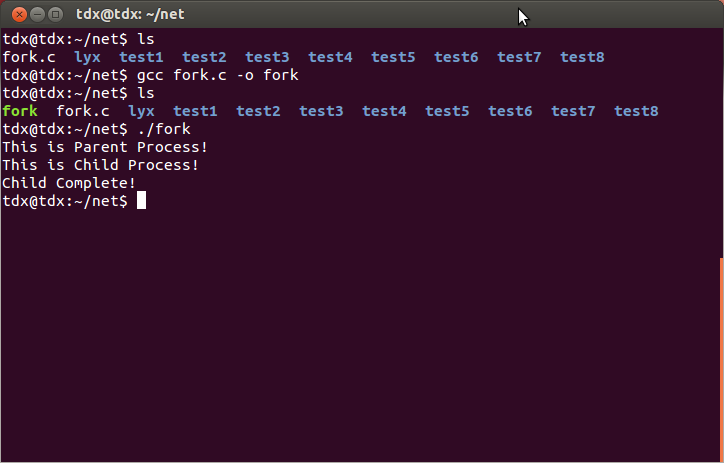 tdx@tdx: ~/net
tdx@tdx:~/net$ ls
fork.c  lyx  test1  test2  test3  test4  test5  test6  test7  test8
tdx@tdx:~/net$ gcc fork.c -o fork
tdx@tdx:~/net$ ls
fork  fork.c  lyx  test1  test2  test3  test4  test5  test6  test7  test8
tdx@tdx:~/net$ ./fork
This is Parent Process!
This is Child Process!
Child Complete!
tdx@tdx:~/net$